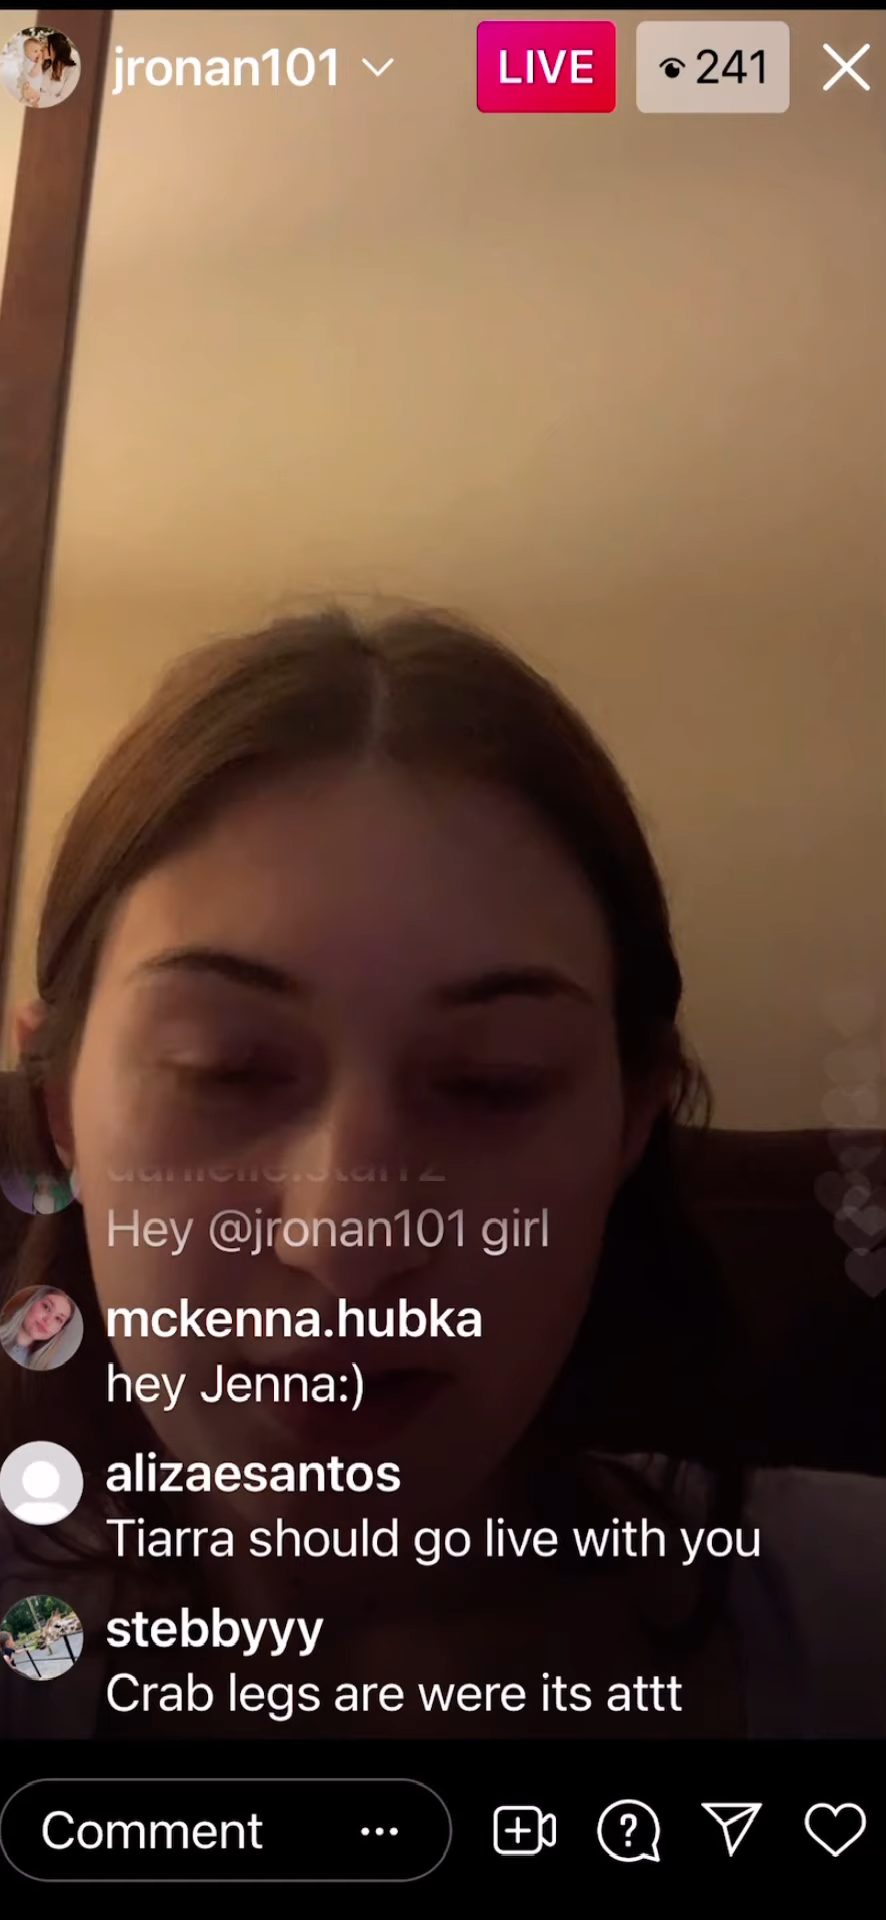 jronan101
LIVE
241
Hey @jronan101 girl
mckenna.hubka
hey Jenna:)
alizaesantos
Tiarra should go live with you
stebbyyy
Crab legs are were its attt
Comment